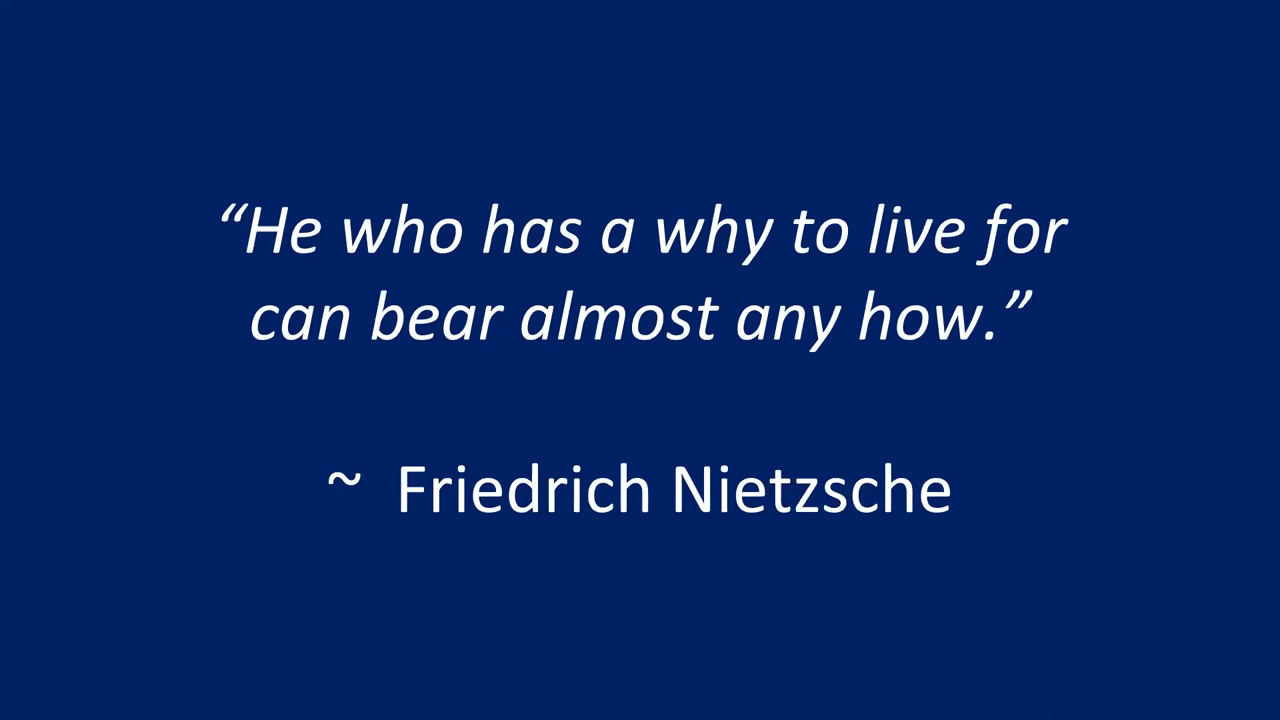 “He who has a why to live for
can bear almost any how.”
~ Friedrich Nietzsche